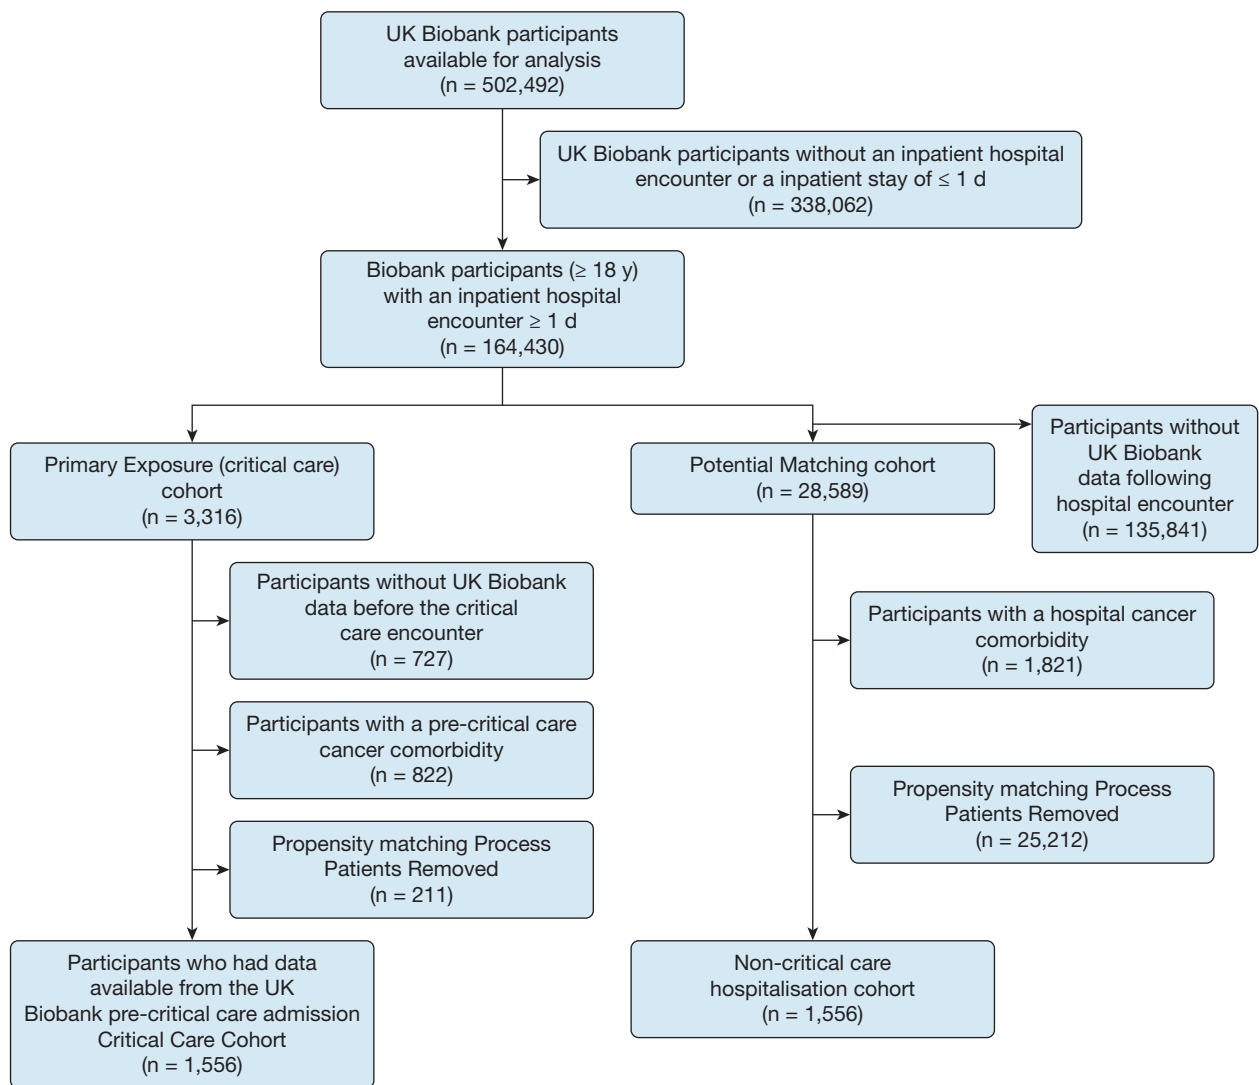 UK Biobank participants
available for analysis
(n = 502,492)
UK Biobank participants without an inpatient hospital
encounter or a inpatient stay of ≤ 1 d
(n = 338,062)
Biobank participants (≥ 18 y)
with an inpatient hospital
encounter ≥ 1 d
(n = 164,430)
Primary Exposure (critical care)
cohort
(n = 3,316)
Potential Matching cohort
(n = 28,589)
Participants without
UK Biobank
data following
hospital encounter
(n = 135,841)
Participants without UK Biobank
data before the critical
care encounter
(n = 727)
Participants with a hospital cancer
comorbidity
(n = 1,821)
Participants with a pre-critical care
cancer comorbidity
(n = 822)
Propensity matching Process
Patients Removed
(n = 25,212)
Propensity matching Process
Patients Removed
(n = 211)
Participants who had data
available from the UK
Biobank pre-critical care admission
Critical Care Cohort
(n = 1,556)
Non-critical care
hospitalisation cohort
(n = 1,556)